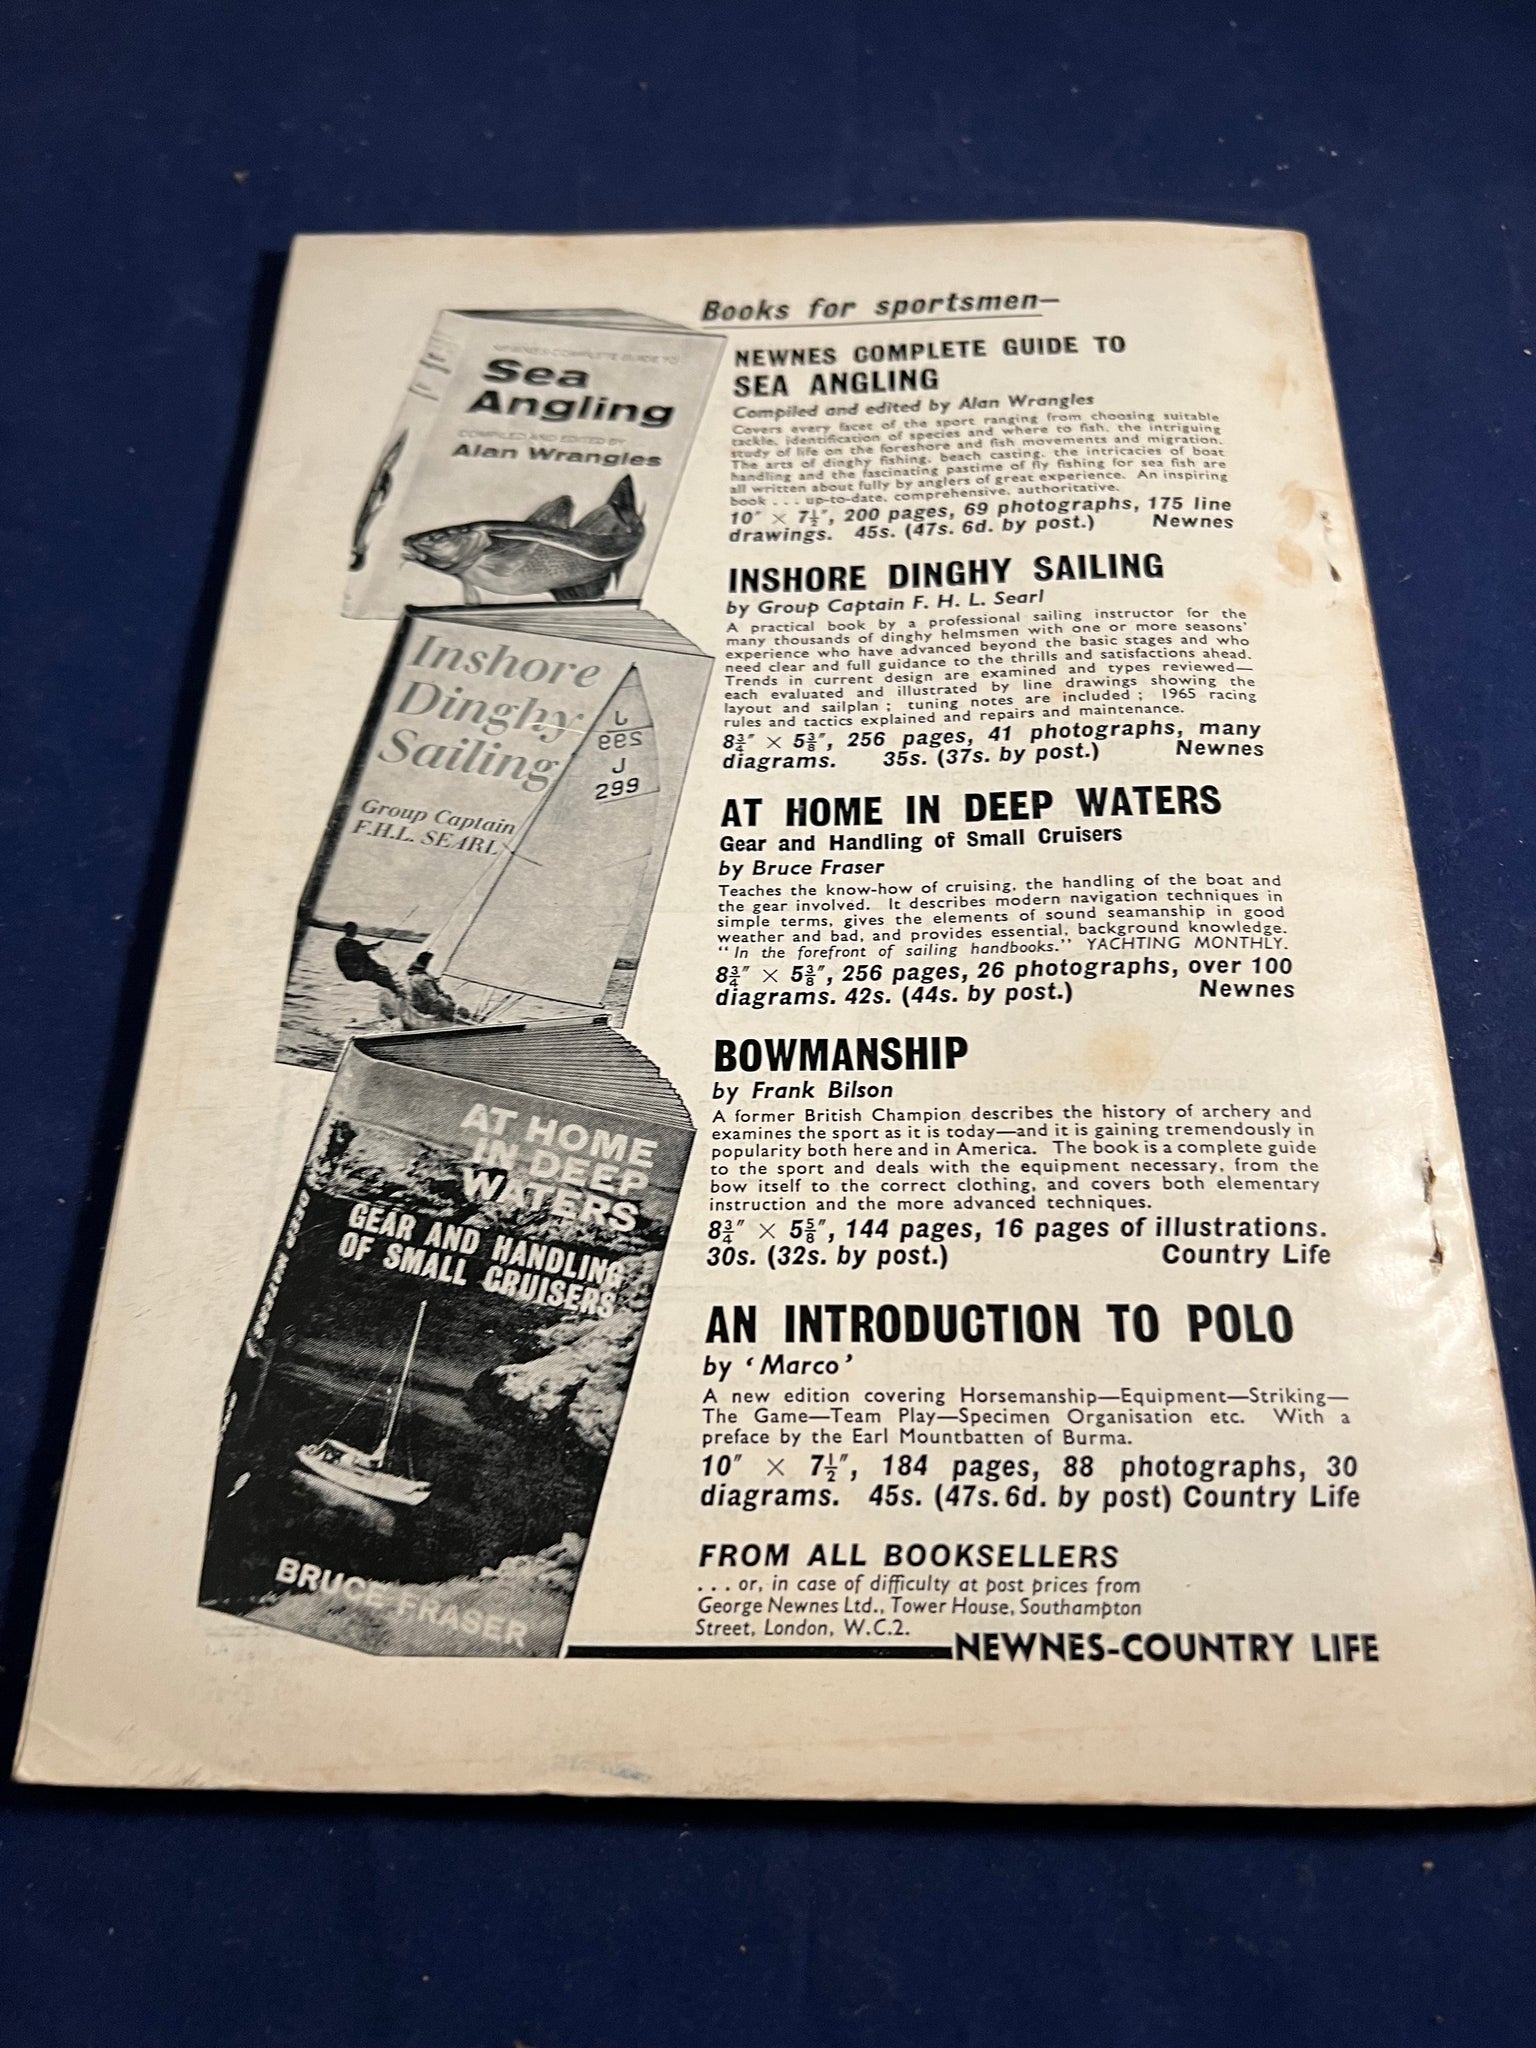 Books for sportsmen—
NEWNES COMPLETE GUIDE TO
SEA ANGLING
Compiled and edited by Alan Wrangles
Covers every facet of the sport ranging from choosing suitable
tackle, identification of species and where to fish, the intriguing
study of life on the foreshore and fish movements and migration.
The arts of dinghy fishing, beach casting, the intricacies of boat
handling and the fascinating pastime of fly fishing for sea fish are
all written about fully by anglers of great experience. An inspiring
book . . . up-to-date, comprehensive, authoritative.
10″ × 7½″, 200 pages, 69 photographs, 175 line
drawings. 45s. (47s. 6d. by post.) Newnes
INSHORE DINGHY SAILING
by Group Captain F. H. L. Searl
A practical book by a professional sailing instructor for the
many thousands of dinghy helmsmen with one or more seasons'
experience who have advanced beyond the basic stages and who
need clear and full guidance to the thrills and satisfactions ahead.
Trends in current design are examined and types reviewed—
each evaluated and illustrated by line drawings showing the
layout and sailplan ; tuning notes are included ; 1965 racing
rules and tactics explained and repairs and maintenance.
8¾″ × 5⅜″, 256 pages, 41 photographs, many
diagrams. 35s. (37s. by post.) Newnes
AT HOME IN DEEP WATERS
Gear and Handling of Small Cruisers
by Bruce Fraser
Teaches the know-how of cruising, the handling of the boat and
the gear involved. It describes modern navigation techniques in
simple terms, gives the elements of sound seamanship in good
weather and bad, and provides essential, background knowledge.
"In the forefront of sailing handbooks." YACHTING MONTHLY.
8¾″ × 5⅜″, 256 pages, 26 photographs, over 100
diagrams. 42s. (44s. by post.) Newnes
BOWMANSHIP
by Frank Bilson
A former British Champion describes the history of archery and
examines the sport as it is today—and it is gaining tremendously in
popularity both here and in America. The book is a complete guide
to the sport and deals with the equipment necessary, from the
bow itself to the correct clothing, and covers both elementary
instruction and the more advanced techniques.
8¾″ × 5⅝″, 144 pages, 16 pages of illustrations.
30s. (32s. by post.) Country Life
AN INTRODUCTION TO POLO
by 'Marco'
A new edition covering Horsemanship—Equipment—Striking—
The Game—Team Play—Specimen Organisation etc. With a
preface by the Earl Mountbatten of Burma.
10″ × 7½″, 184 pages, 88 photographs, 30
diagrams. 45s. (47s. 6d. by post) Country Life
FROM ALL BOOKSELLERS
. . . or, in case of difficulty at post prices from
George Newnes Ltd., Tower House, Southampton
Street, London, W.C.2.
NEWNES-COUNTRY LIFE
NEWNES COMPLETE GUIDE TO
Sea
Angling
COMPILED AND EDITED BY
Alan Wrangles
Inshore
Dinghy
Sailing
Group Captain
F.H.L. SEARL
J
299
J
299
AT HOME
IN DEEP
WATERS
GEAR AND HANDLING
OF SMALL CRUISERS
BRUCE FRASER